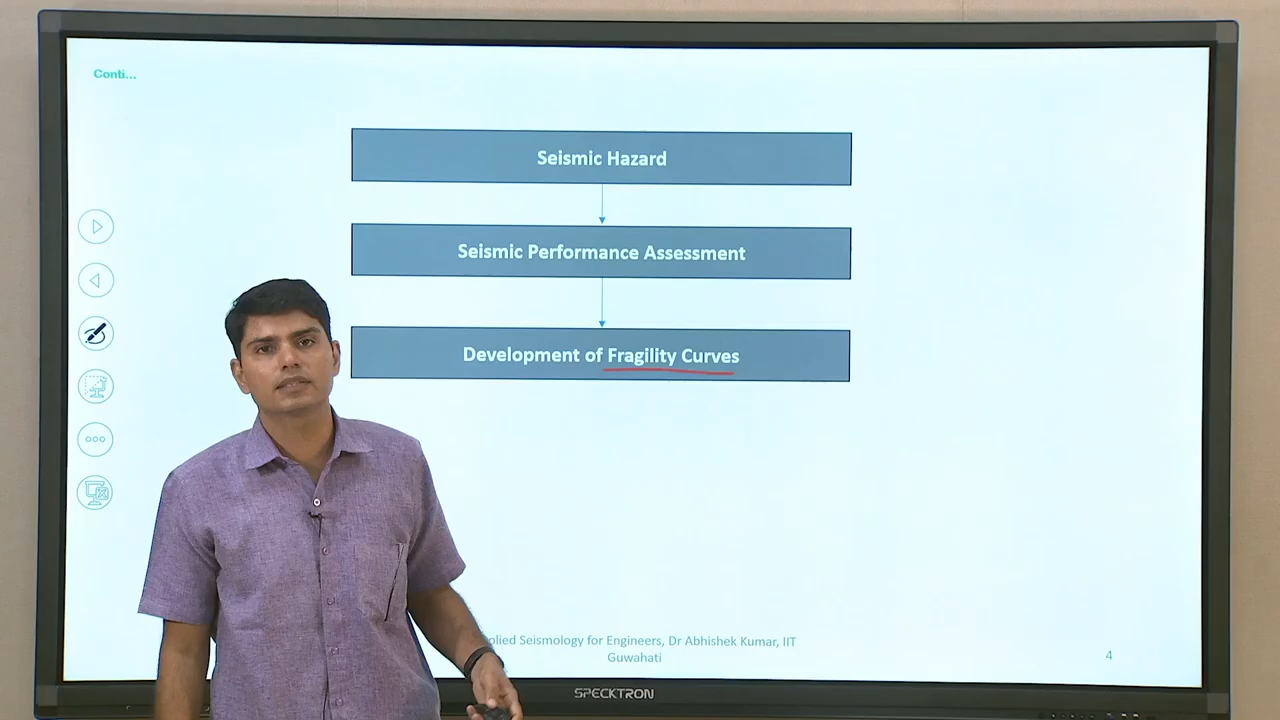 Conti...
Seismic Hazard
Seismic Performance Assessment
Development of Fragility Curves
plied Seismology for Engineers, Dr Abhishek Kumar, IIT
Guwahati
4
SPECKTRON